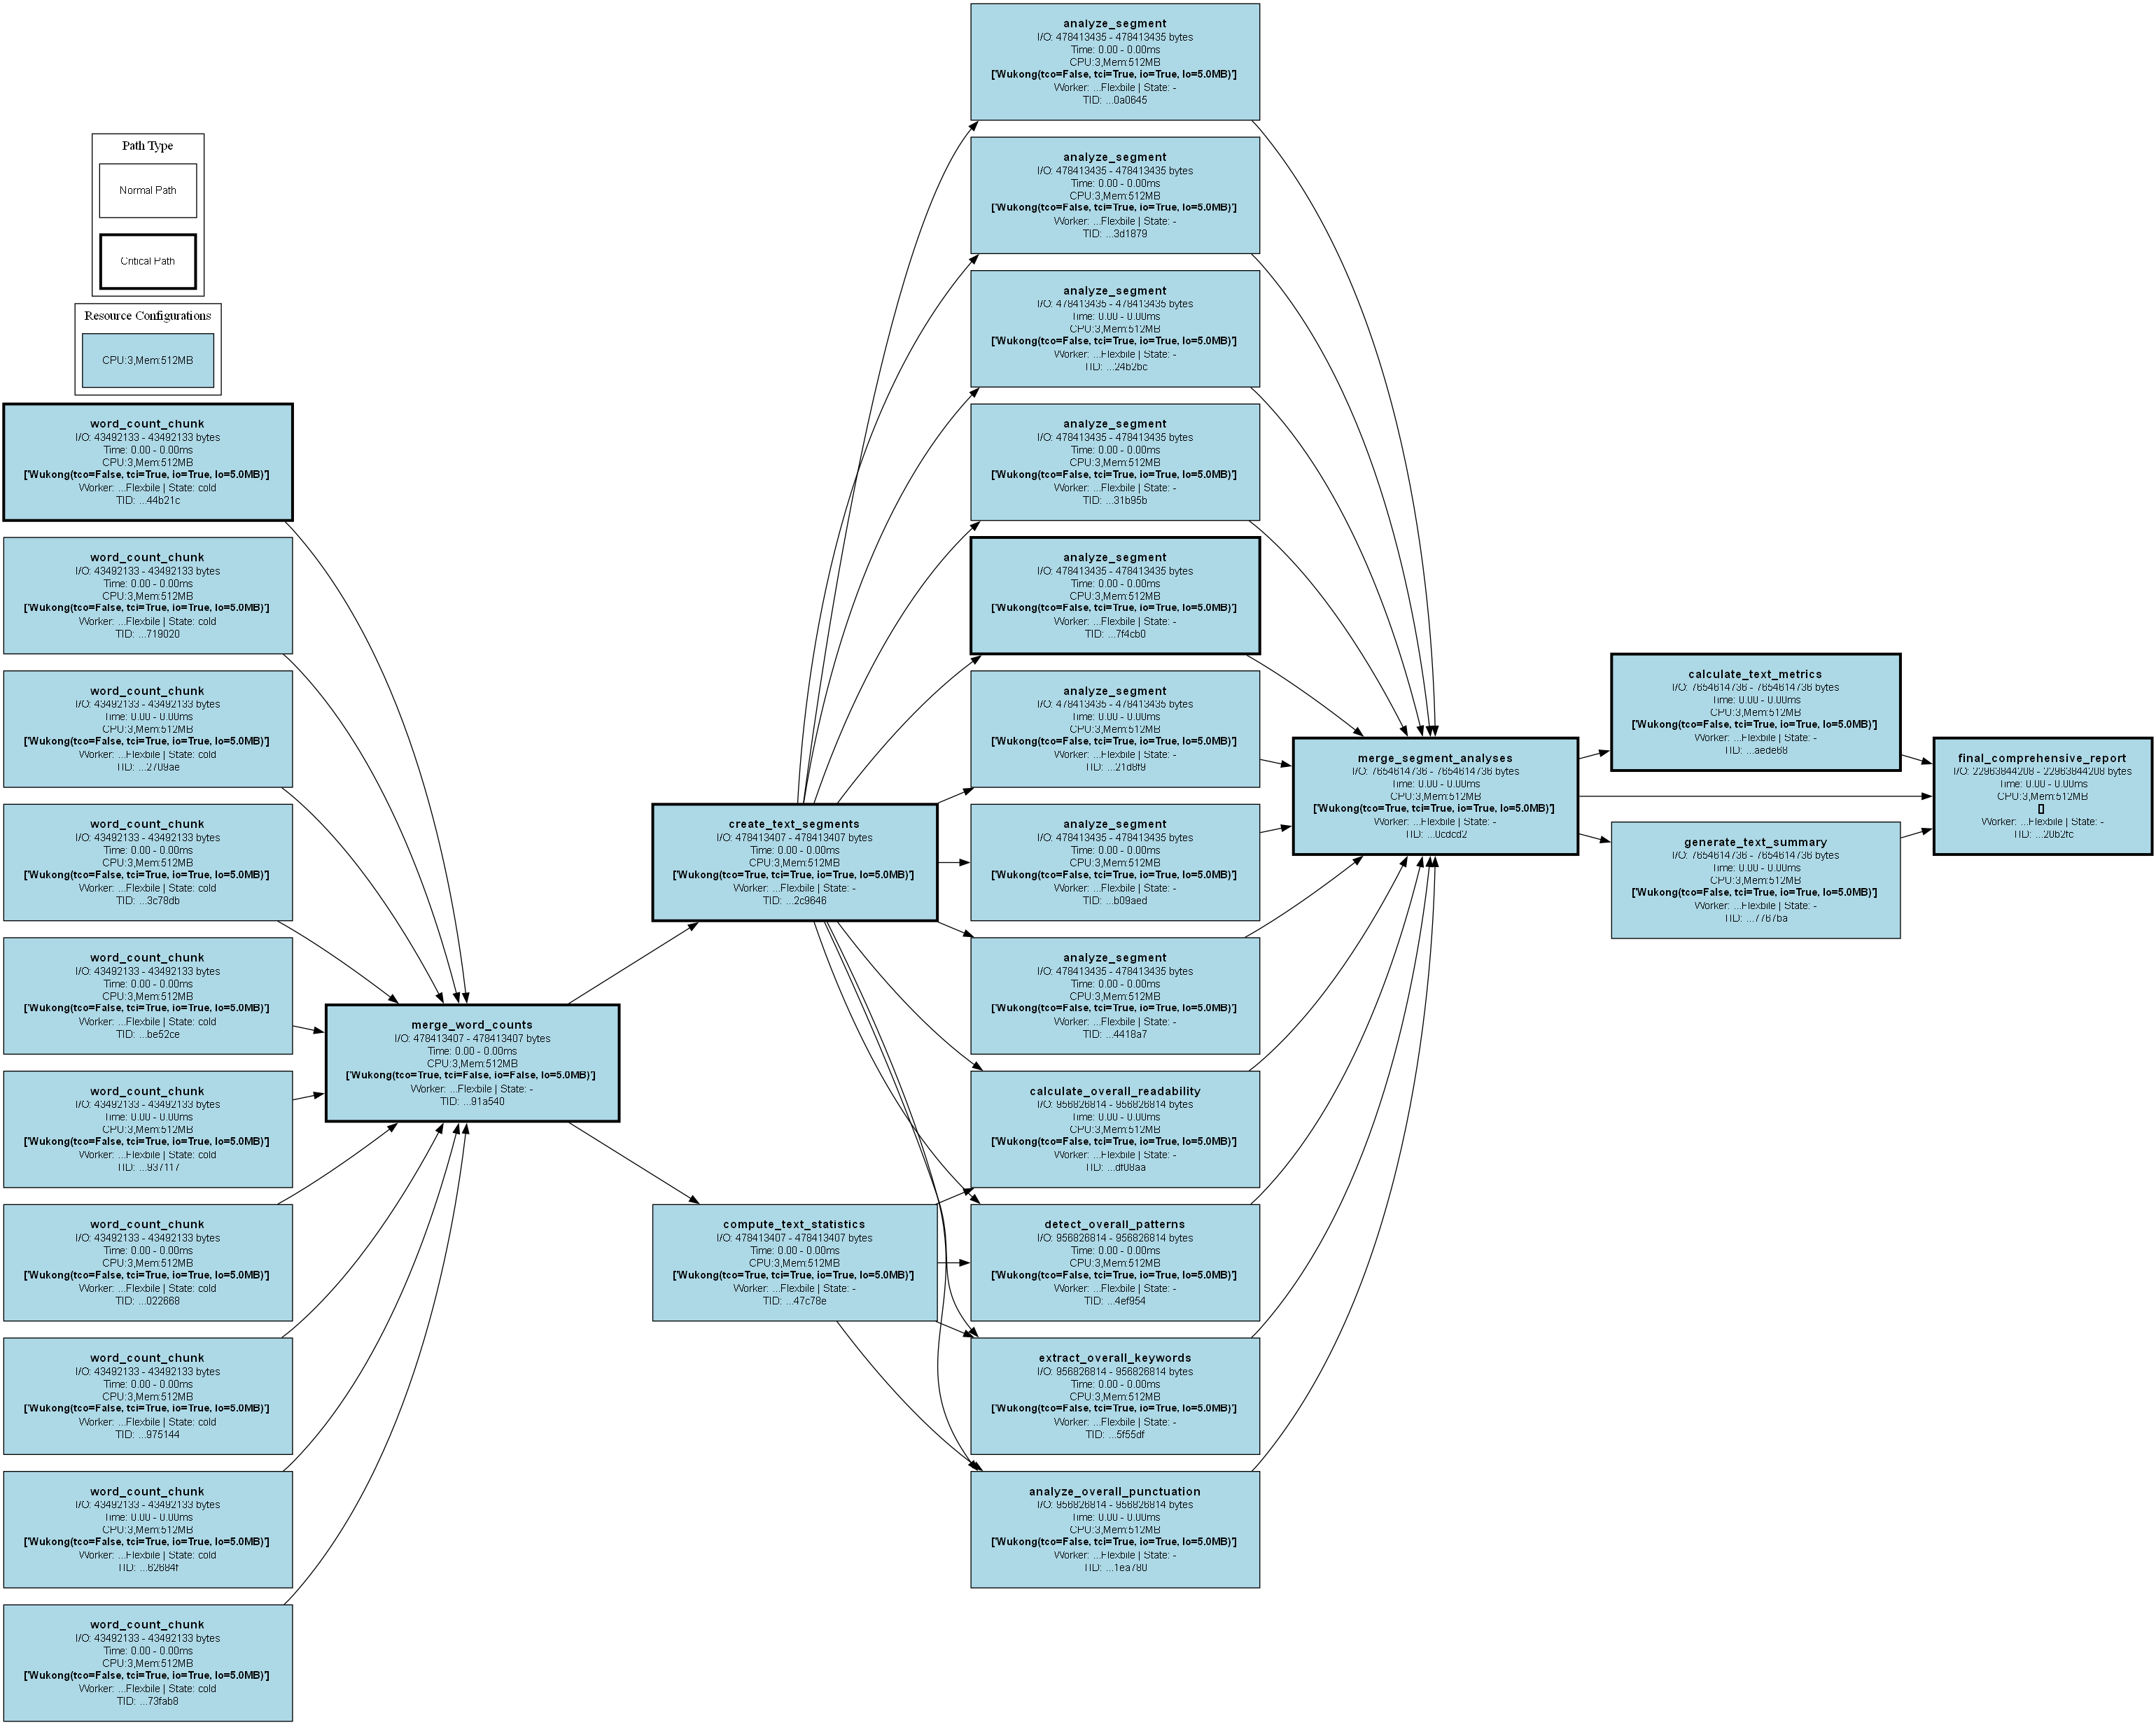 Path Type
Normal Path
Critical Path
Resource Configurations
CPU:3,Mem:512MB
word_count_chunk
I/O: 43492133 - 43492133 bytes
Time: 0.00 - 0.00ms
CPU:3,Mem:512MB
['Wukong(tco=False, tci=True, io=True, lo=5.0MB)']
Worker: ...Flexbile | State: cold
TID: ...44b21c
word_count_chunk
I/O: 43492133 - 43492133 bytes
Time: 0.00 - 0.00ms
CPU:3,Mem:512MB
['Wukong(tco=False, tci=True, io=True, lo=5.0MB)']
Worker: ...Flexbile | State: cold
TID: ...719020
word_count_chunk
I/O: 43492133 - 43492133 bytes
Time: 0.00 - 0.00ms
CPU:3,Mem:512MB
['Wukong(tco=False, tci=True, io=True, lo=5.0MB)']
Worker: ...Flexbile | State: cold
TID: ...2709ae
word_count_chunk
I/O: 43492133 - 43492133 bytes
Time: 0.00 - 0.00ms
CPU:3,Mem:512MB
['Wukong(tco=False, tci=True, io=True, lo=5.0MB)']
Worker: ...Flexbile | State: cold
TID: ...3c78db
word_count_chunk
I/O: 43492133 - 43492133 bytes
Time: 0.00 - 0.00ms
CPU:3,Mem:512MB
['Wukong(tco=False, tci=True, io=True, lo=5.0MB)']
Worker: ...Flexbile | State: cold
TID: ...be52ce
word_count_chunk
I/O: 43492133 - 43492133 bytes
Time: 0.00 - 0.00ms
CPU:3,Mem:512MB
['Wukong(tco=False, tci=True, io=True, lo=5.0MB)']
Worker: ...Flexbile | State: cold
TID: ...937117
word_count_chunk
I/O: 43492133 - 43492133 bytes
Time: 0.00 - 0.00ms
CPU:3,Mem:512MB
['Wukong(tco=False, tci=True, io=True, lo=5.0MB)']
Worker: ...Flexbile | State: cold
TID: ...022668
word_count_chunk
I/O: 43492133 - 43492133 bytes
Time: 0.00 - 0.00ms
CPU:3,Mem:512MB
['Wukong(tco=False, tci=True, io=True, lo=5.0MB)']
Worker: ...Flexbile | State: cold
TID: ...975144
word_count_chunk
I/O: 43492133 - 43492133 bytes
Time: 0.00 - 0.00ms
CPU:3,Mem:512MB
['Wukong(tco=False, tci=True, io=True, lo=5.0MB)']
Worker: ...Flexbile | State: cold
TID: ...62684f
word_count_chunk
I/O: 43492133 - 43492133 bytes
Time: 0.00 - 0.00ms
CPU:3,Mem:512MB
['Wukong(tco=False, tci=True, io=True, lo=5.0MB)']
Worker: ...Flexbile | State: cold
TID: ...73fab8
merge_word_counts
I/O: 478413407 - 478413407 bytes
Time: 0.00 - 0.00ms
CPU:3,Mem:512MB
['Wukong(tco=True, tci=False, io=False, lo=5.0MB)']
Worker: ...Flexbile | State: -
TID: ...91a540
create_text_segments
I/O: 478413407 - 478413407 bytes
Time: 0.00 - 0.00ms
CPU:3,Mem:512MB
['Wukong(tco=True, tci=True, io=True, lo=5.0MB)']
Worker: ...Flexbile | State: -
TID: ...2c9646
compute_text_statistics
I/O: 478413407 - 478413407 bytes
Time: 0.00 - 0.00ms
CPU:3,Mem:512MB
['Wukong(tco=True, tci=True, io=True, lo=5.0MB)']
Worker: ...Flexbile | State: -
TID: ...47c78e
analyze_segment
I/O: 478413435 - 478413435 bytes
Time: 0.00 - 0.00ms
CPU:3,Mem:512MB
['Wukong(tco=False, tci=True, io=True, lo=5.0MB)']
Worker: ...Flexbile | State: -
TID: ...0a0645
analyze_segment
I/O: 478413435 - 478413435 bytes
Time: 0.00 - 0.00ms
CPU:3,Mem:512MB
['Wukong(tco=False, tci=True, io=True, lo=5.0MB)']
Worker: ...Flexbile | State: -
TID: ...3d1879
analyze_segment
I/O: 478413435 - 478413435 bytes
Time: 0.00 - 0.00ms
CPU:3,Mem:512MB
['Wukong(tco=False, tci=True, io=True, lo=5.0MB)']
Worker: ...Flexbile | State: -
TID: ...24b2bc
analyze_segment
I/O: 478413435 - 478413435 bytes
Time: 0.00 - 0.00ms
CPU:3,Mem:512MB
['Wukong(tco=False, tci=True, io=True, lo=5.0MB)']
Worker: ...Flexbile | State: -
TID: ...31b95b
analyze_segment
I/O: 478413435 - 478413435 bytes
Time: 0.00 - 0.00ms
CPU:3,Mem:512MB
['Wukong(tco=False, tci=True, io=True, lo=5.0MB)']
Worker: ...Flexbile | State: -
TID: ...7f4cb0
analyze_segment
I/O: 478413435 - 478413435 bytes
Time: 0.00 - 0.00ms
CPU:3,Mem:512MB
['Wukong(tco=False, tci=True, io=True, lo=5.0MB)']
Worker: ...Flexbile | State: -
TID: ...21d8f9
analyze_segment
I/O: 478413435 - 478413435 bytes
Time: 0.00 - 0.00ms
CPU:3,Mem:512MB
['Wukong(tco=False, tci=True, io=True, lo=5.0MB)']
Worker: ...Flexbile | State: -
TID: ...b09aed
analyze_segment
I/O: 478413435 - 478413435 bytes
Time: 0.00 - 0.00ms
CPU:3,Mem:512MB
['Wukong(tco=False, tci=True, io=True, lo=5.0MB)']
Worker: ...Flexbile | State: -
TID: ...4418a7
calculate_overall_readability
I/O: 956826814 - 956826814 bytes
Time: 0.00 - 0.00ms
CPU:3,Mem:512MB
['Wukong(tco=False, tci=True, io=True, lo=5.0MB)']
Worker: ...Flexbile | State: -
TID: ...df08aa
detect_overall_patterns
I/O: 956826814 - 956826814 bytes
Time: 0.00 - 0.00ms
CPU:3,Mem:512MB
['Wukong(tco=False, tci=True, io=True, lo=5.0MB)']
Worker: ...Flexbile | State: -
TID: ...4ef954
extract_overall_keywords
I/O: 956826814 - 956826814 bytes
Time: 0.00 - 0.00ms
CPU:3,Mem:512MB
['Wukong(tco=False, tci=True, io=True, lo=5.0MB)']
Worker: ...Flexbile | State: -
TID: ...5f55df
analyze_overall_punctuation
I/O: 956826814 - 956826814 bytes
Time: 0.00 - 0.00ms
CPU:3,Mem:512MB
['Wukong(tco=False, tci=True, io=True, lo=5.0MB)']
Worker: ...Flexbile | State: -
TID: ...1ea780
merge_segment_analyses
I/O: 7654614736 - 7654614736 bytes
Time: 0.00 - 0.00ms
CPU:3,Mem:512MB
['Wukong(tco=True, tci=True, io=True, lo=5.0MB)']
Worker: ...Flexbile | State: -
TID: ...0cdcd2
calculate_text_metrics
I/O: 7654614736 - 7654614736 bytes
Time: 0.00 - 0.00ms
CPU:3,Mem:512MB
['Wukong(tco=False, tci=True, io=True, lo=5.0MB)']
Worker: ...Flexbile | State: -
TID: ...aede68
generate_text_summary
I/O: 7654614736 - 7654614736 bytes
Time: 0.00 - 0.00ms
CPU:3,Mem:512MB
['Wukong(tco=False, tci=True, io=True, lo=5.0MB)']
Worker: ...Flexbile | State: -
TID: ...7767ba
final_comprehensive_report
I/O: 22963844208 - 22963844208 bytes
Time: 0.00 - 0.00ms
CPU:3,Mem:512MB
[]
Worker: ...Flexbile | State: -
TID: ...20b2fc